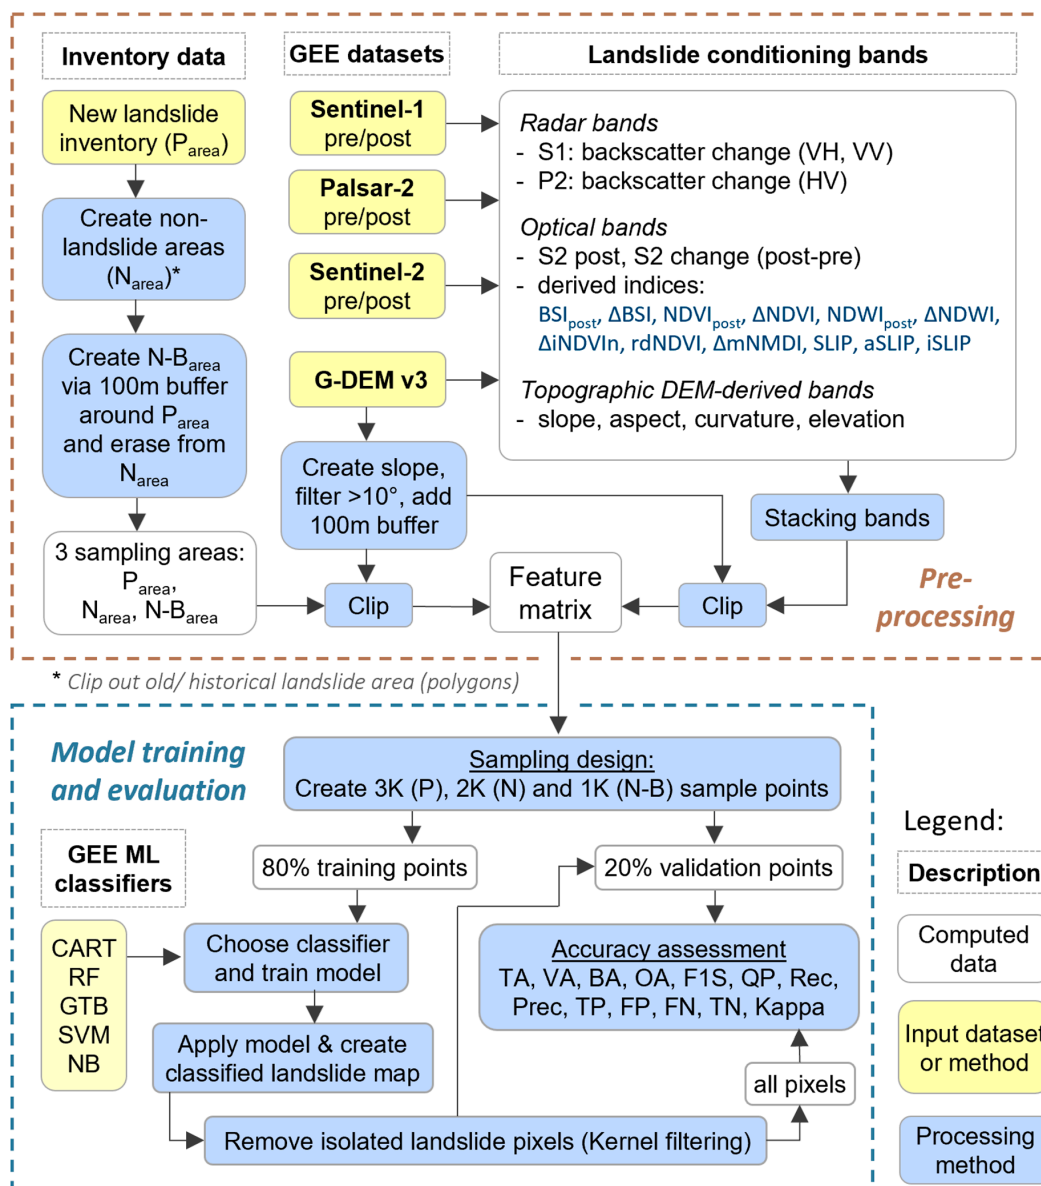 Inventory data
New landslide
inventory (Parea)
Create non-
landslide areas
(Narea)*
Create N-Barea
via 100m buffer
around Parea
and erase from
Narea
3 sampling areas:
Parea,
Narea, N-Barea
GEE datasets
Sentinel-1
pre/post
Palsar-2
pre/post
Sentinel-2
pre/post
G-DEM v3
Create slope,
filter >10°, add
100m buffer
Clip
Landslide conditioning bands
Radar bands
- S1: backscatter change (VH, VV)
- P2: backscatter change (HV)
Optical bands
- S2 post, S2 change (post-pre)
- derived indices:
BSIpost, ΔBSI, NDVIpost, ΔNDVI, NDWIpost, ΔNDWI,
ΔiNDVIn, rdNDVI, ΔmNMDI, SLIP, aSLIP, iSLIP
Topographic DEM-derived bands
- slope, aspect, curvature, elevation
Stacking bands
Clip
Feature
matrix
Pre-
processing
* Clip out old/ historical landslide area (polygons)
Model training
and evaluation
Sampling design:
Create 3K (P), 2K (N) and 1K (N-B) sample points
80% training points
20% validation points
GEE ML
classifiers
CART
RF
GTB
SVM
NB
Choose classifier
and train model
Apply model & create
classified landslide map
Remove isolated landslide pixels (Kernel filtering)
all pixels
Accuracy assessment
TA, VA, BA, OA, F1S, QP, Rec,
Prec, TP, FP, FN, TN, Kappa
Legend:
Description
Computed
data
Input dataset
or method
Processing
method